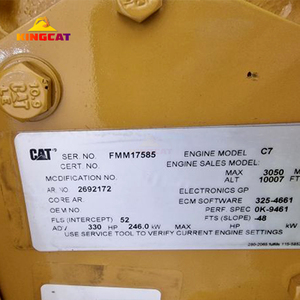 DINGCAT
CAT SER. NO. FMM17585 ENGINE MODEL C7
CERT. NO. ENGINE SALES MODEL:
MODIFICATION NO. MAX 3050
AR. NO 2692172 ALT 10007 FT.
CORE AR. ELECTRONICS GP
OEM NO ECM SOFTWARE 325-4661
FLS (INTERCEPT) 52 PERF. SPEC 0K-9461
FTS (SLOPE) -48
ADV 330 HP 246.0 kW HP kW
USE SERVICE TOOL TO VERIFY CURRENT ENGINE SETTINGS